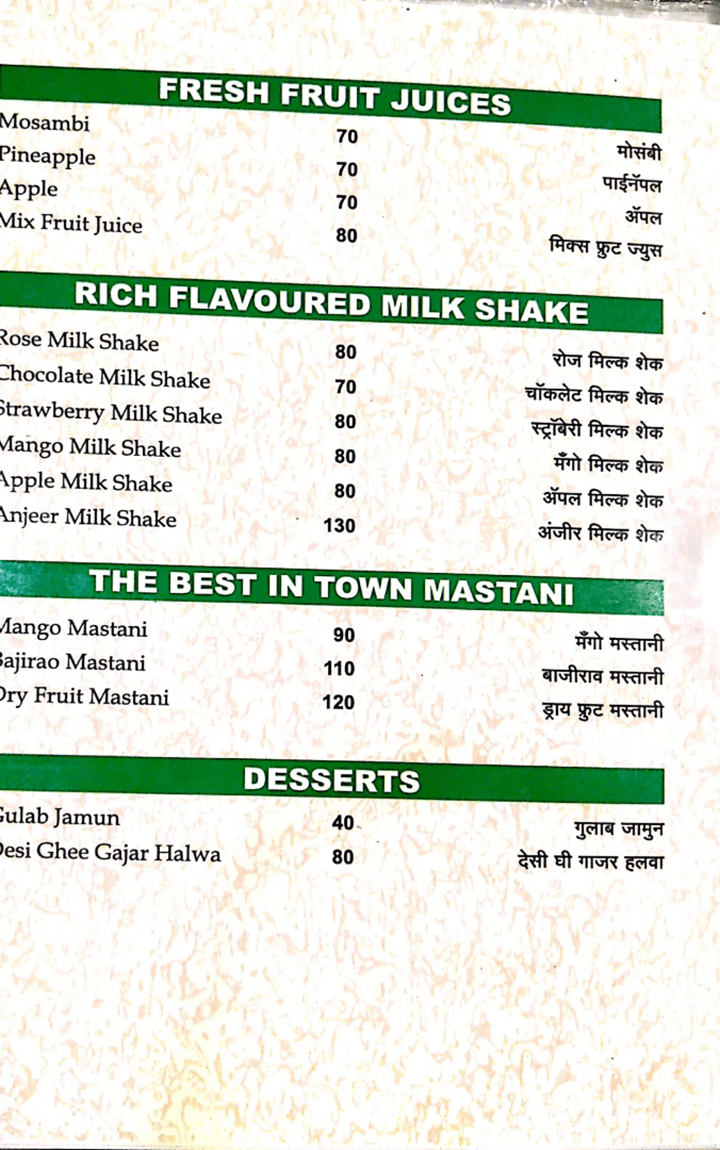 FRESH FRUIT JUICES
Mosambi 70 मोसंबी
Pineapple 70 पाईनॅपल
Apple 70 ॲपल
Mix Fruit Juice 80 मिक्स फ्रुट ज्युस
RICH FLAVOURED MILK SHAKE
Rose Milk Shake 80 रोज मिल्क शेक
Chocolate Milk Shake 70 चॉकलेट मिल्क शेक
Strawberry Milk Shake 80 स्ट्रॉबेरी मिल्क शेक
Mango Milk Shake 80 मँगो मिल्क शेक
Apple Milk Shake 80 ॲपल मिल्क शेक
Anjeer Milk Shake 130 अंजीर मिल्क शेक
THE BEST IN TOWN MASTANI
Mango Mastani 90 मँगो मस्तानी
Bajirao Mastani 110 बाजीराव मस्तानी
Dry Fruit Mastani 120 ड्राय फ्रुट मस्तानी
DESSERTS
Gulab Jamun 40 गुलाब जामुन
Desi Ghee Gajar Halwa 80 देसी घी गाजर हलवा